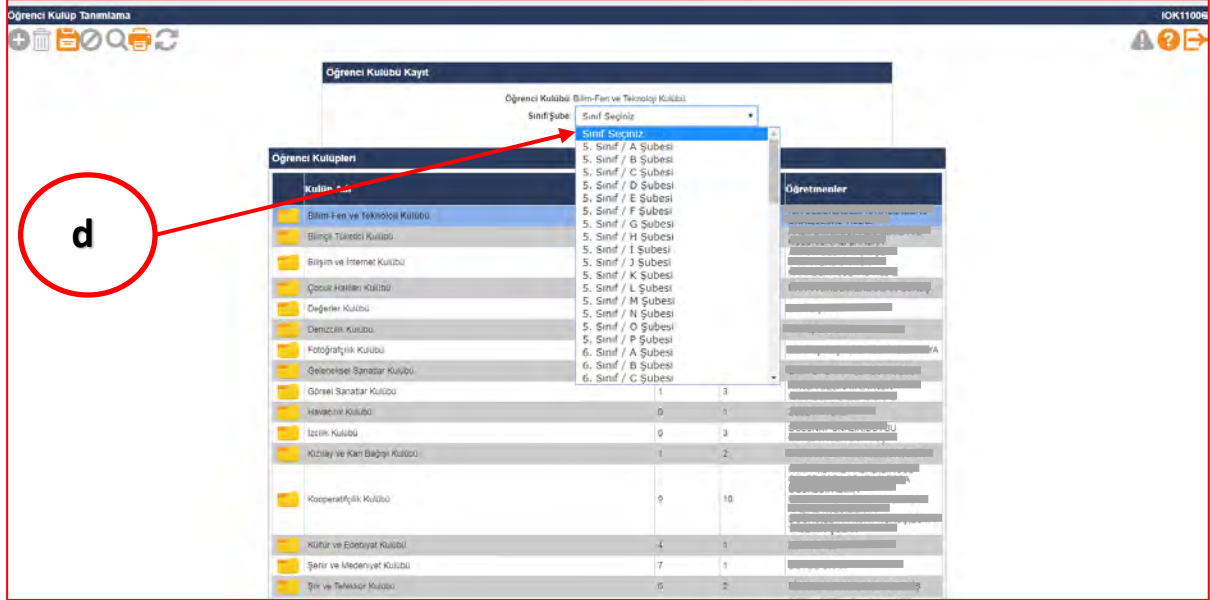 Öğrenci Kulüp Tanımlama
IOK11006
Öğrenci Kulübü Kayıt
Öğrenci Kulübü: Bilim-Fen ve Teknoloji Kulübü
Sınıf/Şube: Sınıf Seçiniz
Sınıf Seçiniz
5. Sınıf / A Şubesi
5. Sınıf / B Şubesi
5. Sınıf / C Şubesi
5. Sınıf / D Şubesi
5. Sınıf / E Şubesi
5. Sınıf / F Şubesi
5. Sınıf / G Şubesi
5. Sınıf / H Şubesi
5. Sınıf / İ Şubesi
5. Sınıf / J Şubesi
5. Sınıf / K Şubesi
5. Sınıf / L Şubesi
5. Sınıf / M Şubesi
5. Sınıf / N Şubesi
5. Sınıf / O Şubesi
5. Sınıf / P Şubesi
6. Sınıf / A Şubesi
6. Sınıf / B Şubesi
6. Sınıf / C Şubesi
d
Öğrenci Kulüpleri
Kulüp Öğretmenler
Bilim-Fen ve Teknoloji Kulübü
Bilinçli Tüketici Kulübü
Bilişim ve İnternet Kulübü
Çocuk Hakları Kulübü
Değerler Kulübü
Denizcilik Kulübü
Fotoğrafçılık Kulübü
Geleneksel Sanatlar Kulübü
Görsel Sanatlar Kulübü 1 3
Havacılık Kulübü 0 1
İzcilik Kulübü 0 3
Kızılay ve Kan Bağışı Kulübü 1 2
Kooperatifçilik Kulübü 9 10
Kültür ve Edebiyat Kulübü 4 1
Şehir ve Medeniyet Kulübü 7 1
Şiir ve Tefekkür Kulübü 2